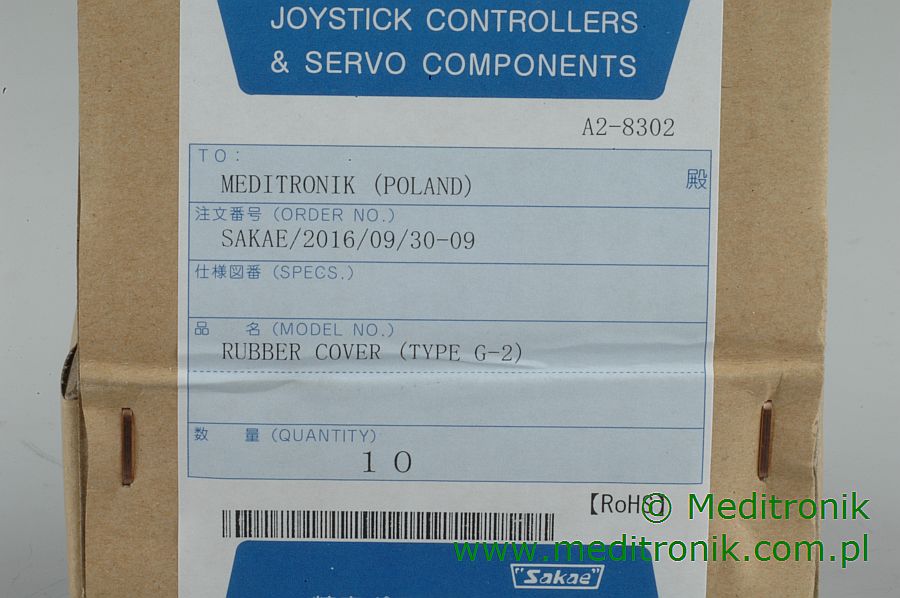 JOYSTICK CONTROLLERS
& SERVO COMPONENTS
A2-8302
TO:
MEDITRONIK (POLAND) 殿
注文番号 (ORDER NO.)
SAKAE/2016/09/30-09
仕様図番 (SPECS.)
品 名 (MODEL NO.)
RUBBER COVER (TYPE G-2)
数 量 (QUANTITY)
10
【RoHS】
© Meditronik
www.meditronik.com.pl
"Sakae"